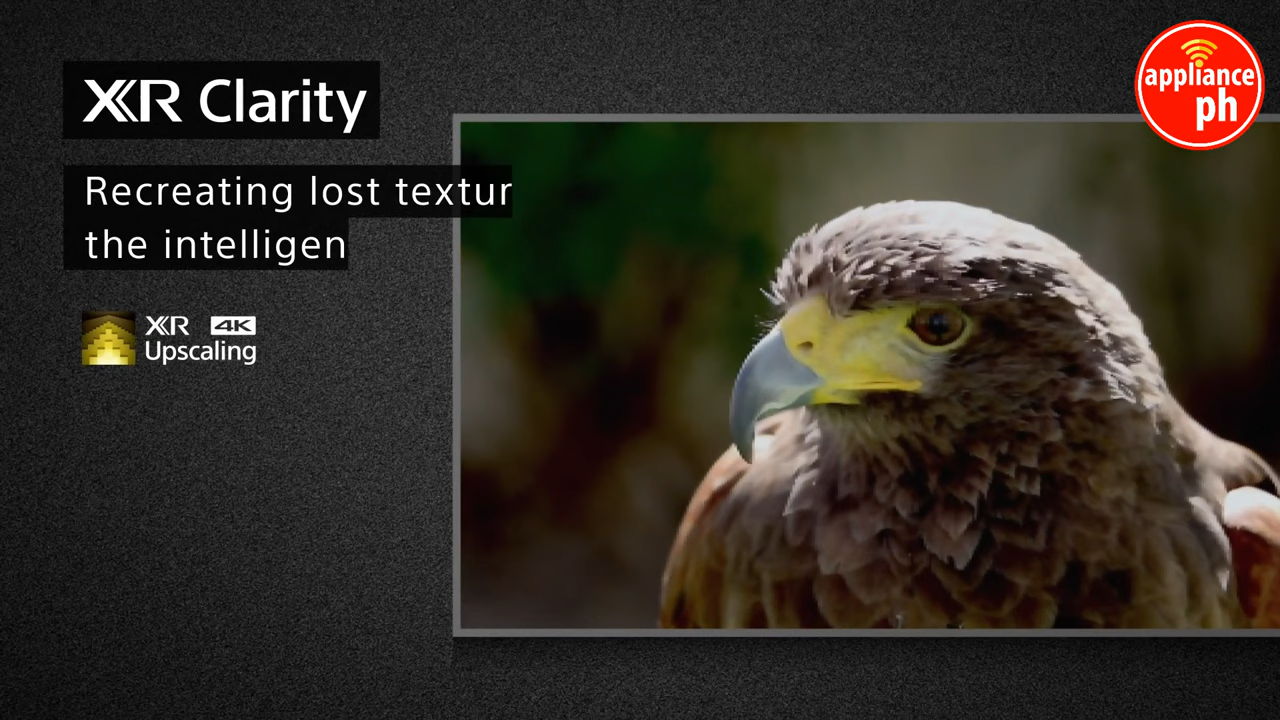 XR Clarity
Recreating lost textur
the intelligen
XR 4K
Upscaling
appliance
ph